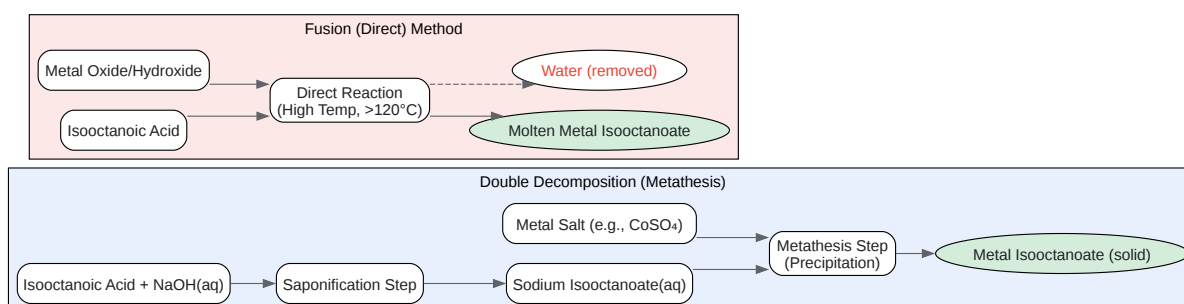 Fusion (Direct) Method
Metal Oxide/Hydroxide
Isooctanoic Acid
Direct Reaction
(High Temp, >120°C)
Water (removed)
Molten Metal Isooctanoate
Double Decomposition (Metathesis)
Metal Salt (e.g., CoSO₄)
Isooctanoic Acid + NaOH(aq)
Saponification Step
Sodium Isooctanoate(aq)
Metathesis Step
(Precipitation)
Metal Isooctanoate (solid)